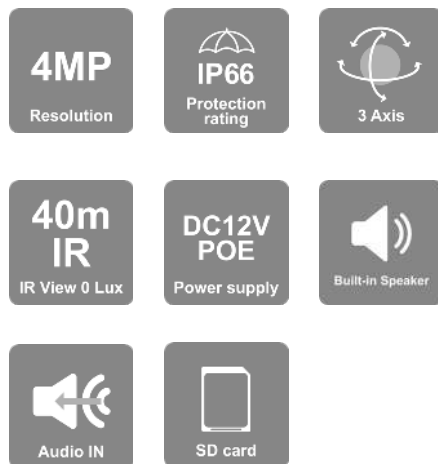 4MP
Resolution
IP66
Protection
rating
3 Axis
40m
IR
IR View 0 Lux
DC12V
POE
Power supply
Built-in Speaker
Audio IN
SD card